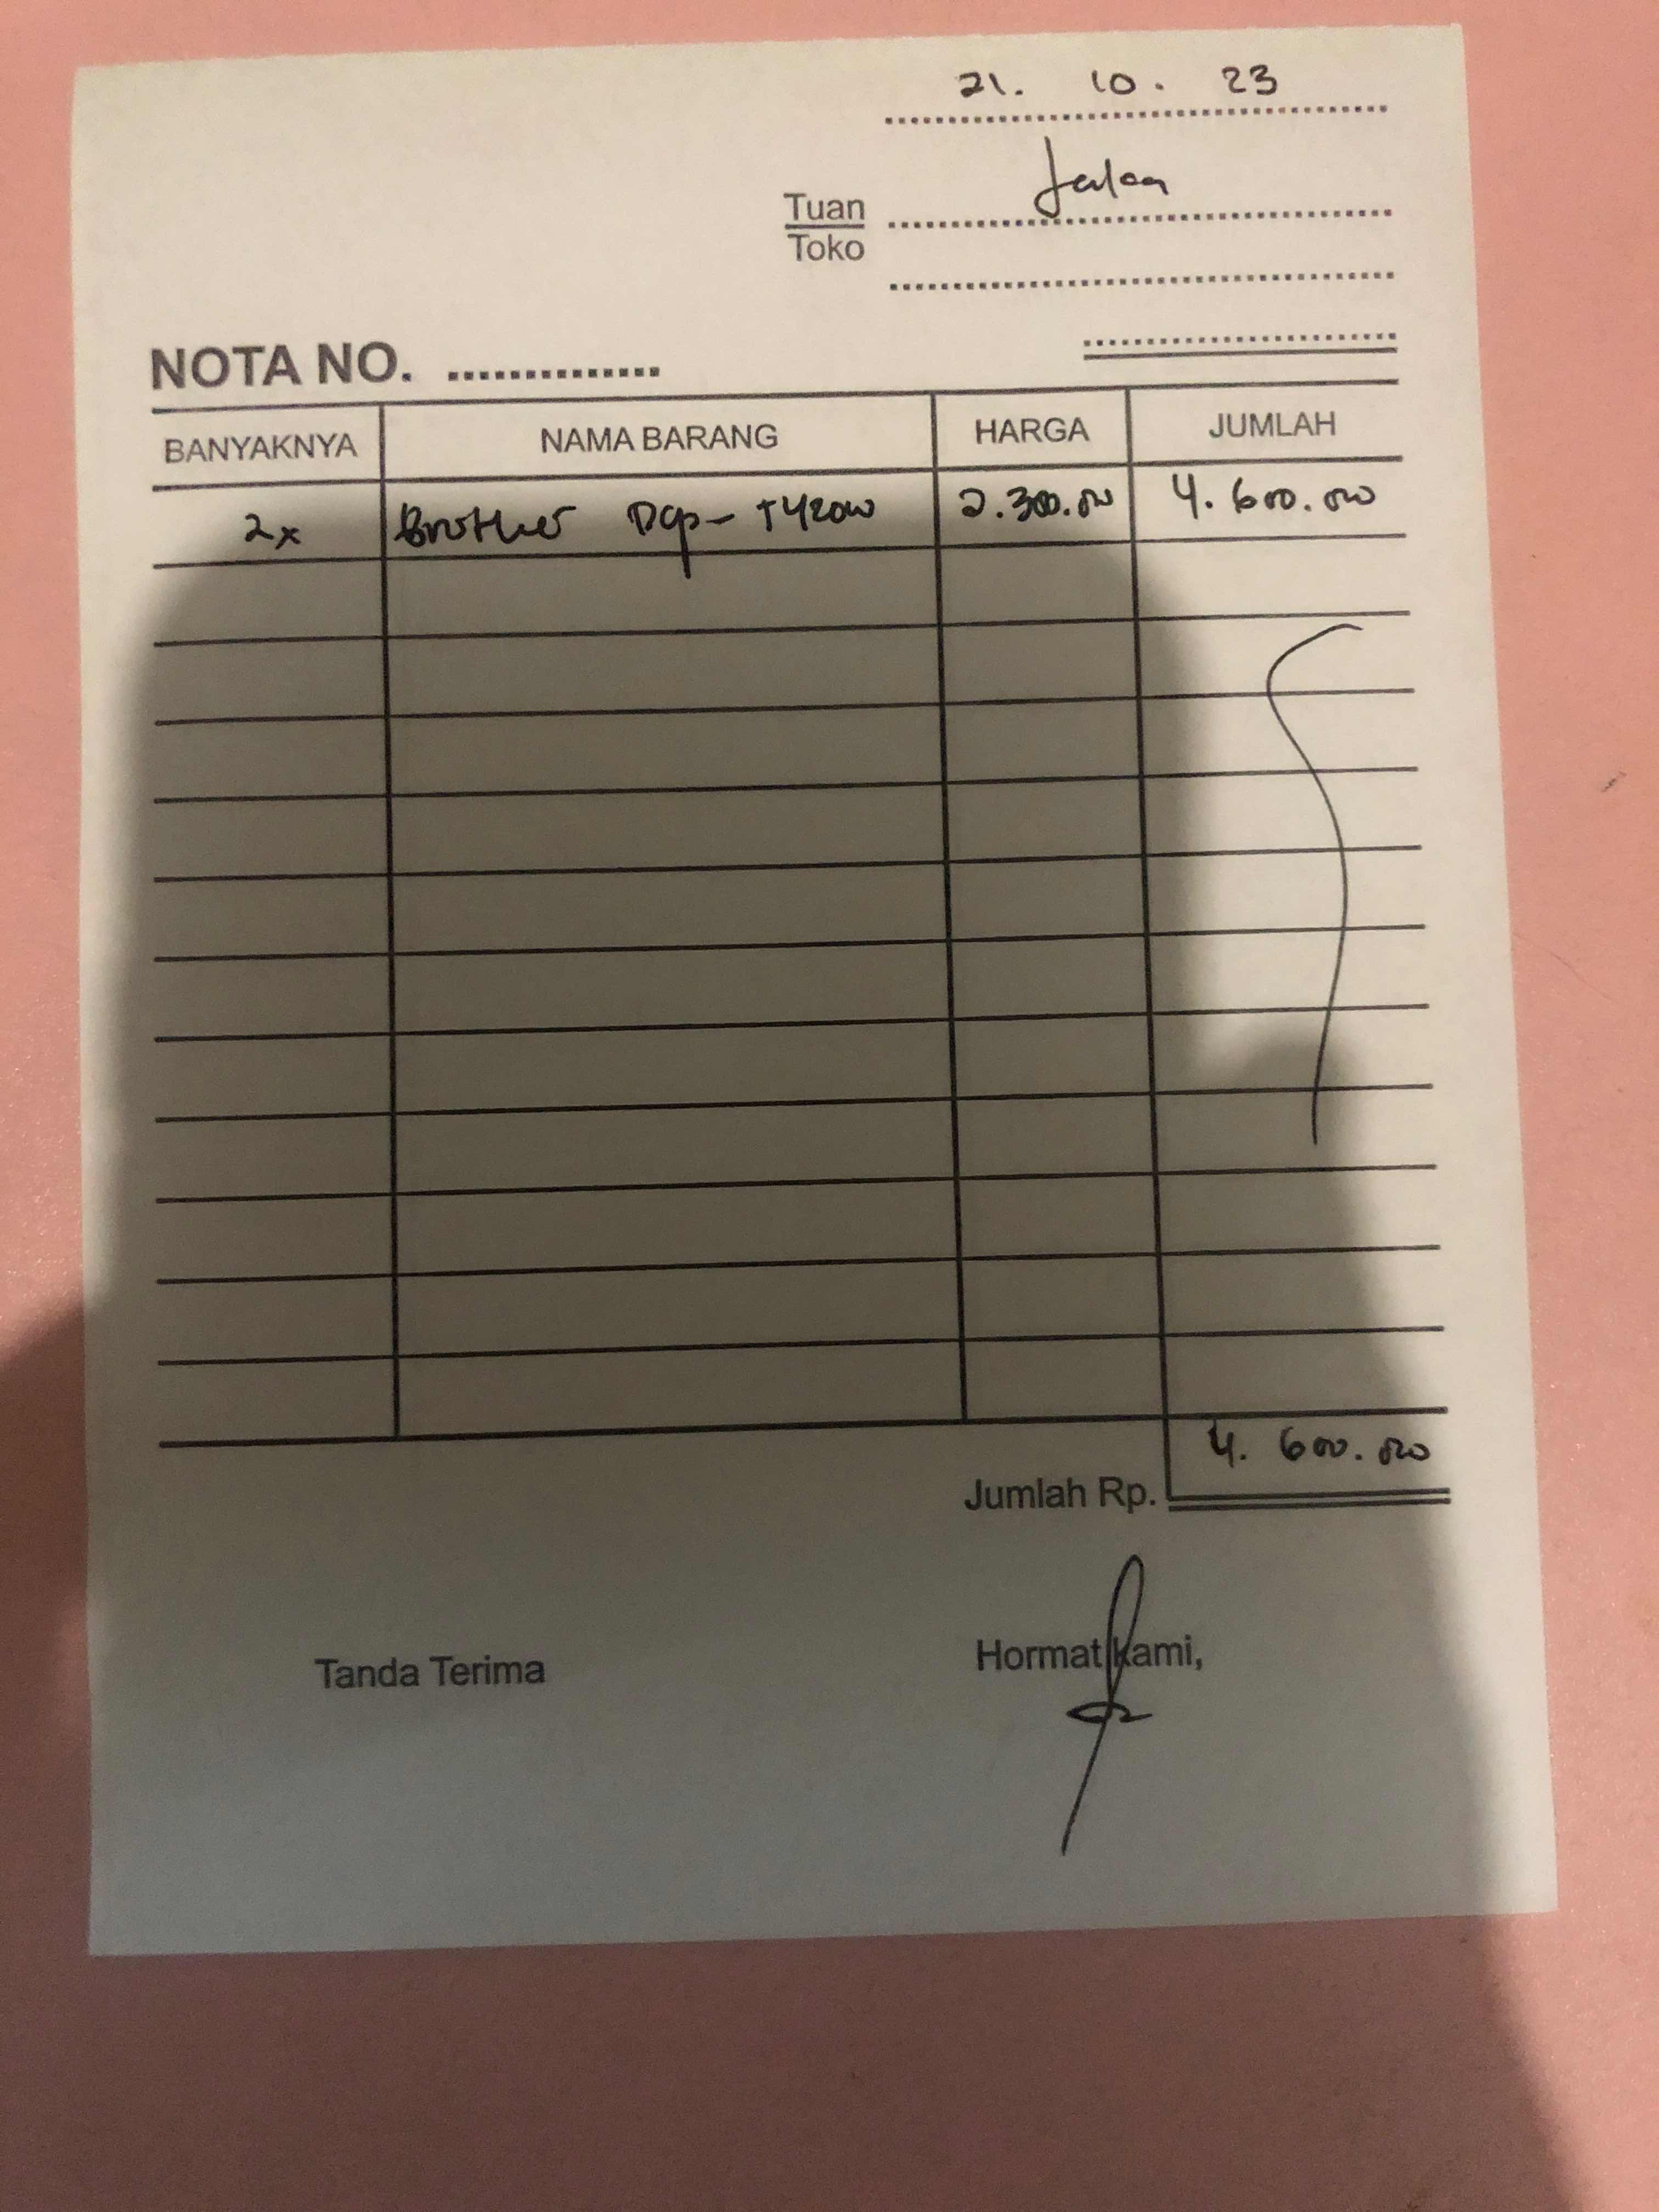 21. 10. 23
Tuan
Toko
NOTA NO. ..............
BANYAKNYA NAMA BARANG HARGA JUMLAH
2x Brother Dcp-T420w 2.300.000 4.600.000
4.600.000
Jumlah Rp.
Tanda Terima Hormat kami,